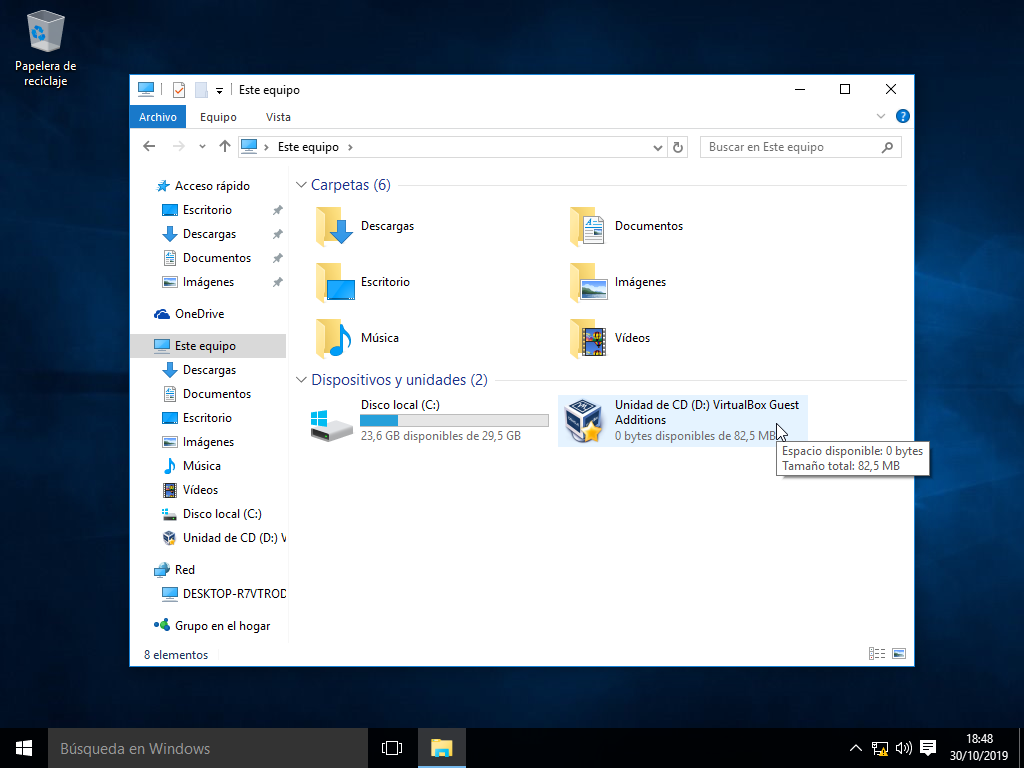 Papelera de
reciclaje
Este equipo
Archivo
Equipo
Vista
Este equipo
Buscar en Este equipo
Acceso rápido
Escritorio
Descargas
Documentos
Imágenes
OneDrive
Este equipo
Descargas
Documentos
Escritorio
Imágenes
Música
Vídeos
Disco local (C:)
Unidad de CD (D:) V
Red
DESKTOP-R7VTROD
Grupo en el hogar
Carpetas (6)
Descargas
Documentos
Escritorio
Imágenes
Música
Vídeos
Dispositivos y unidades (2)
Disco local (C:)
23,6 GB disponibles de 29,5 GB
Unidad de CD (D:) VirtualBox Guest
Additions
0 bytes disponibles de 82,5 MB
Espacio disponible: 0 bytes
Tamaño total: 82,5 MB
8 elementos
Búsqueda en Windows
18:48
30/10/2019